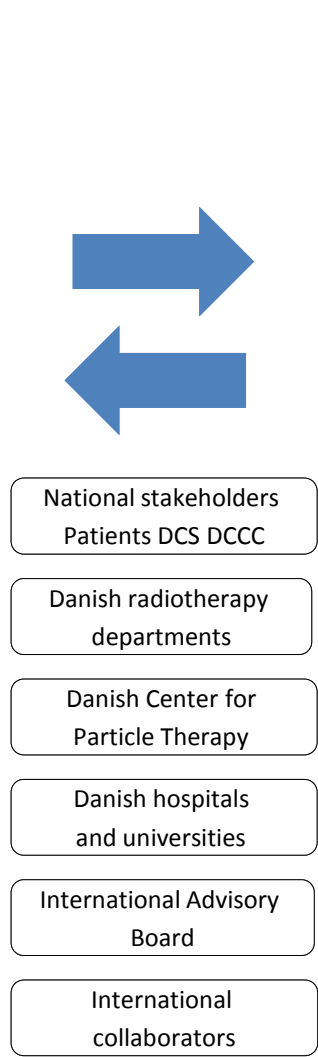 National stakeholders
Patients DCS DCCC
Danish radiotherapy
departments
Danish Center for
Particle Therapy
Danish hospitals
and universities
International Advisory
Board
International
collaborators